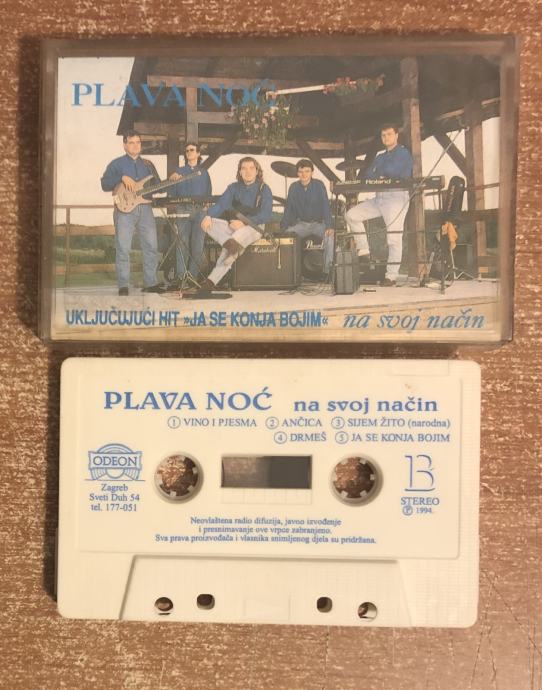 PLAVA NOĆ
Roland
Marshall
Pearl
UKLJUČUJUĆI HIT »JA SE KONJA BOJIM« na svoj način
PLAVA NOĆ na svoj način
1 VINO I PJESMA 2 ANČICA 3 SIJEM ŽITO (narodna)
4 DRMEŠ 5 JA SE KONJA BOJIM
ODEON
Zagreb
Sveti Duh 54
tel. 177-051
B
STEREO
Ⓟ 1994.
Neovlaštena radio difuzija, javno izvođenje
i presnimavanje ove vrpce zabranjeno.
Sva prava proizvođača i vlasnika snimljenog djela su pridržana.